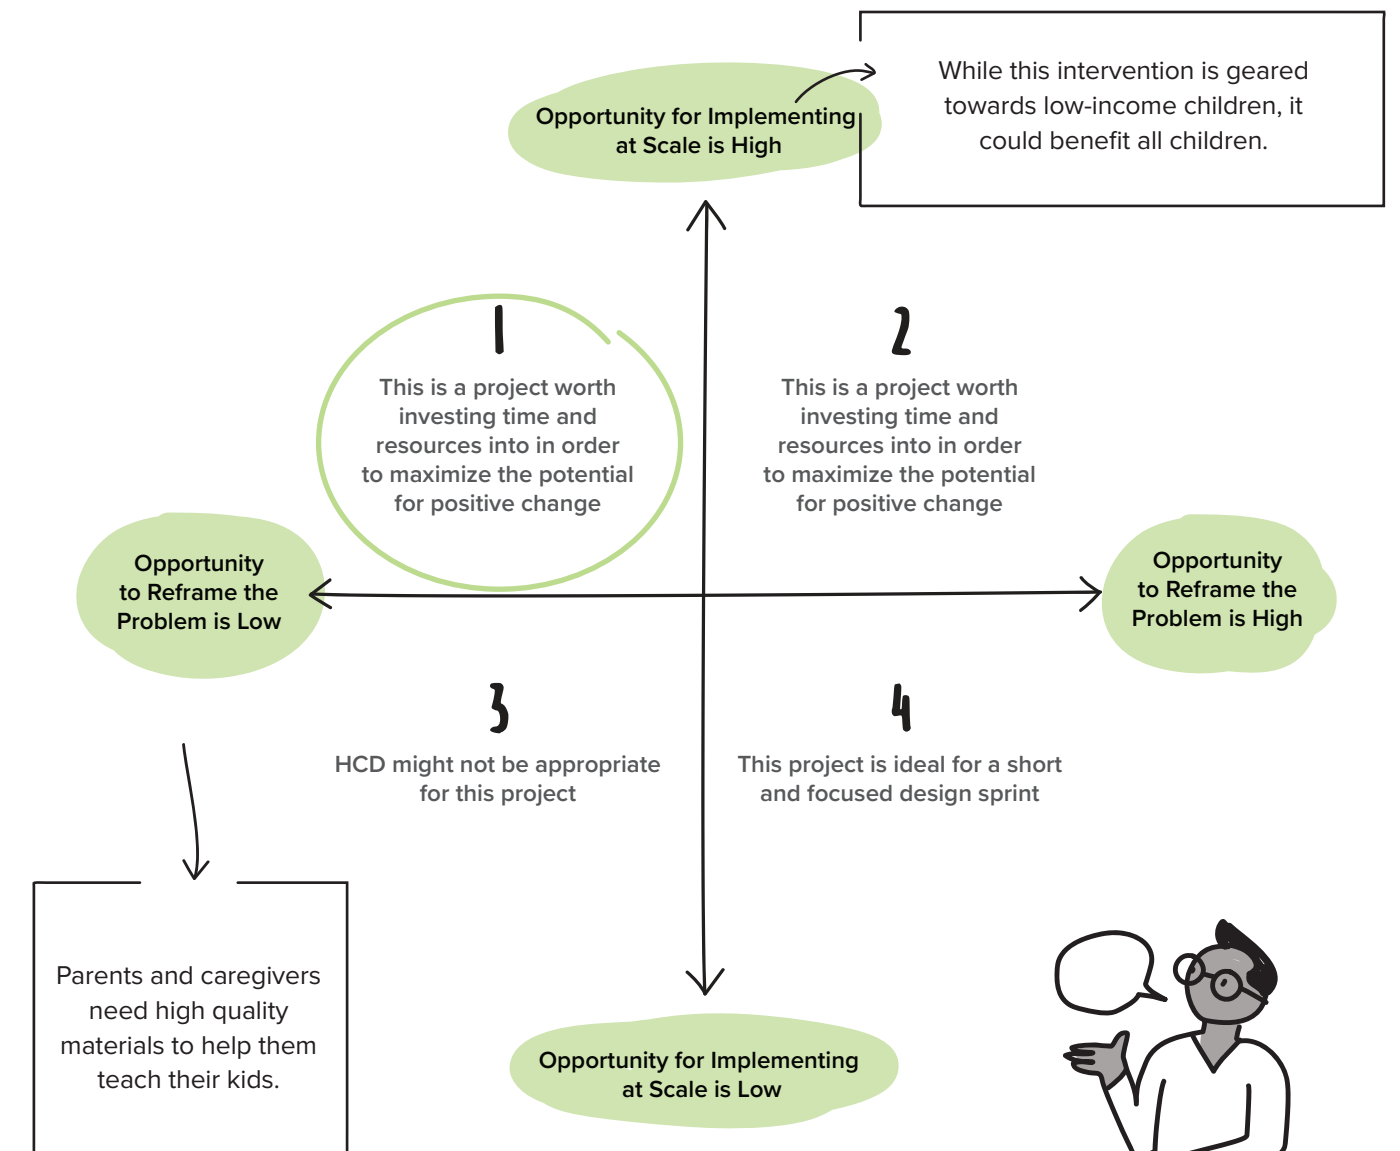 While this intervention is geared
towards low-income children, it
could benefit all children.
Opportunity for Implementing
at Scale is High
1
This is a project worth
investing time and
resources into in order
to maximize the potential
for positive change
2
This is a project worth
investing time and
resources into in order
to maximize the potential
for positive change
Opportunity
to Reframe the
Problem is Low
Opportunity
to Reframe the
Problem is High
3
HCD might not be appropriate
for this project
4
This project is ideal for a short
and focused design sprint
Parents and caregivers
need high quality
materials to help them
teach their kids.
Opportunity for Implementing
at Scale is Low